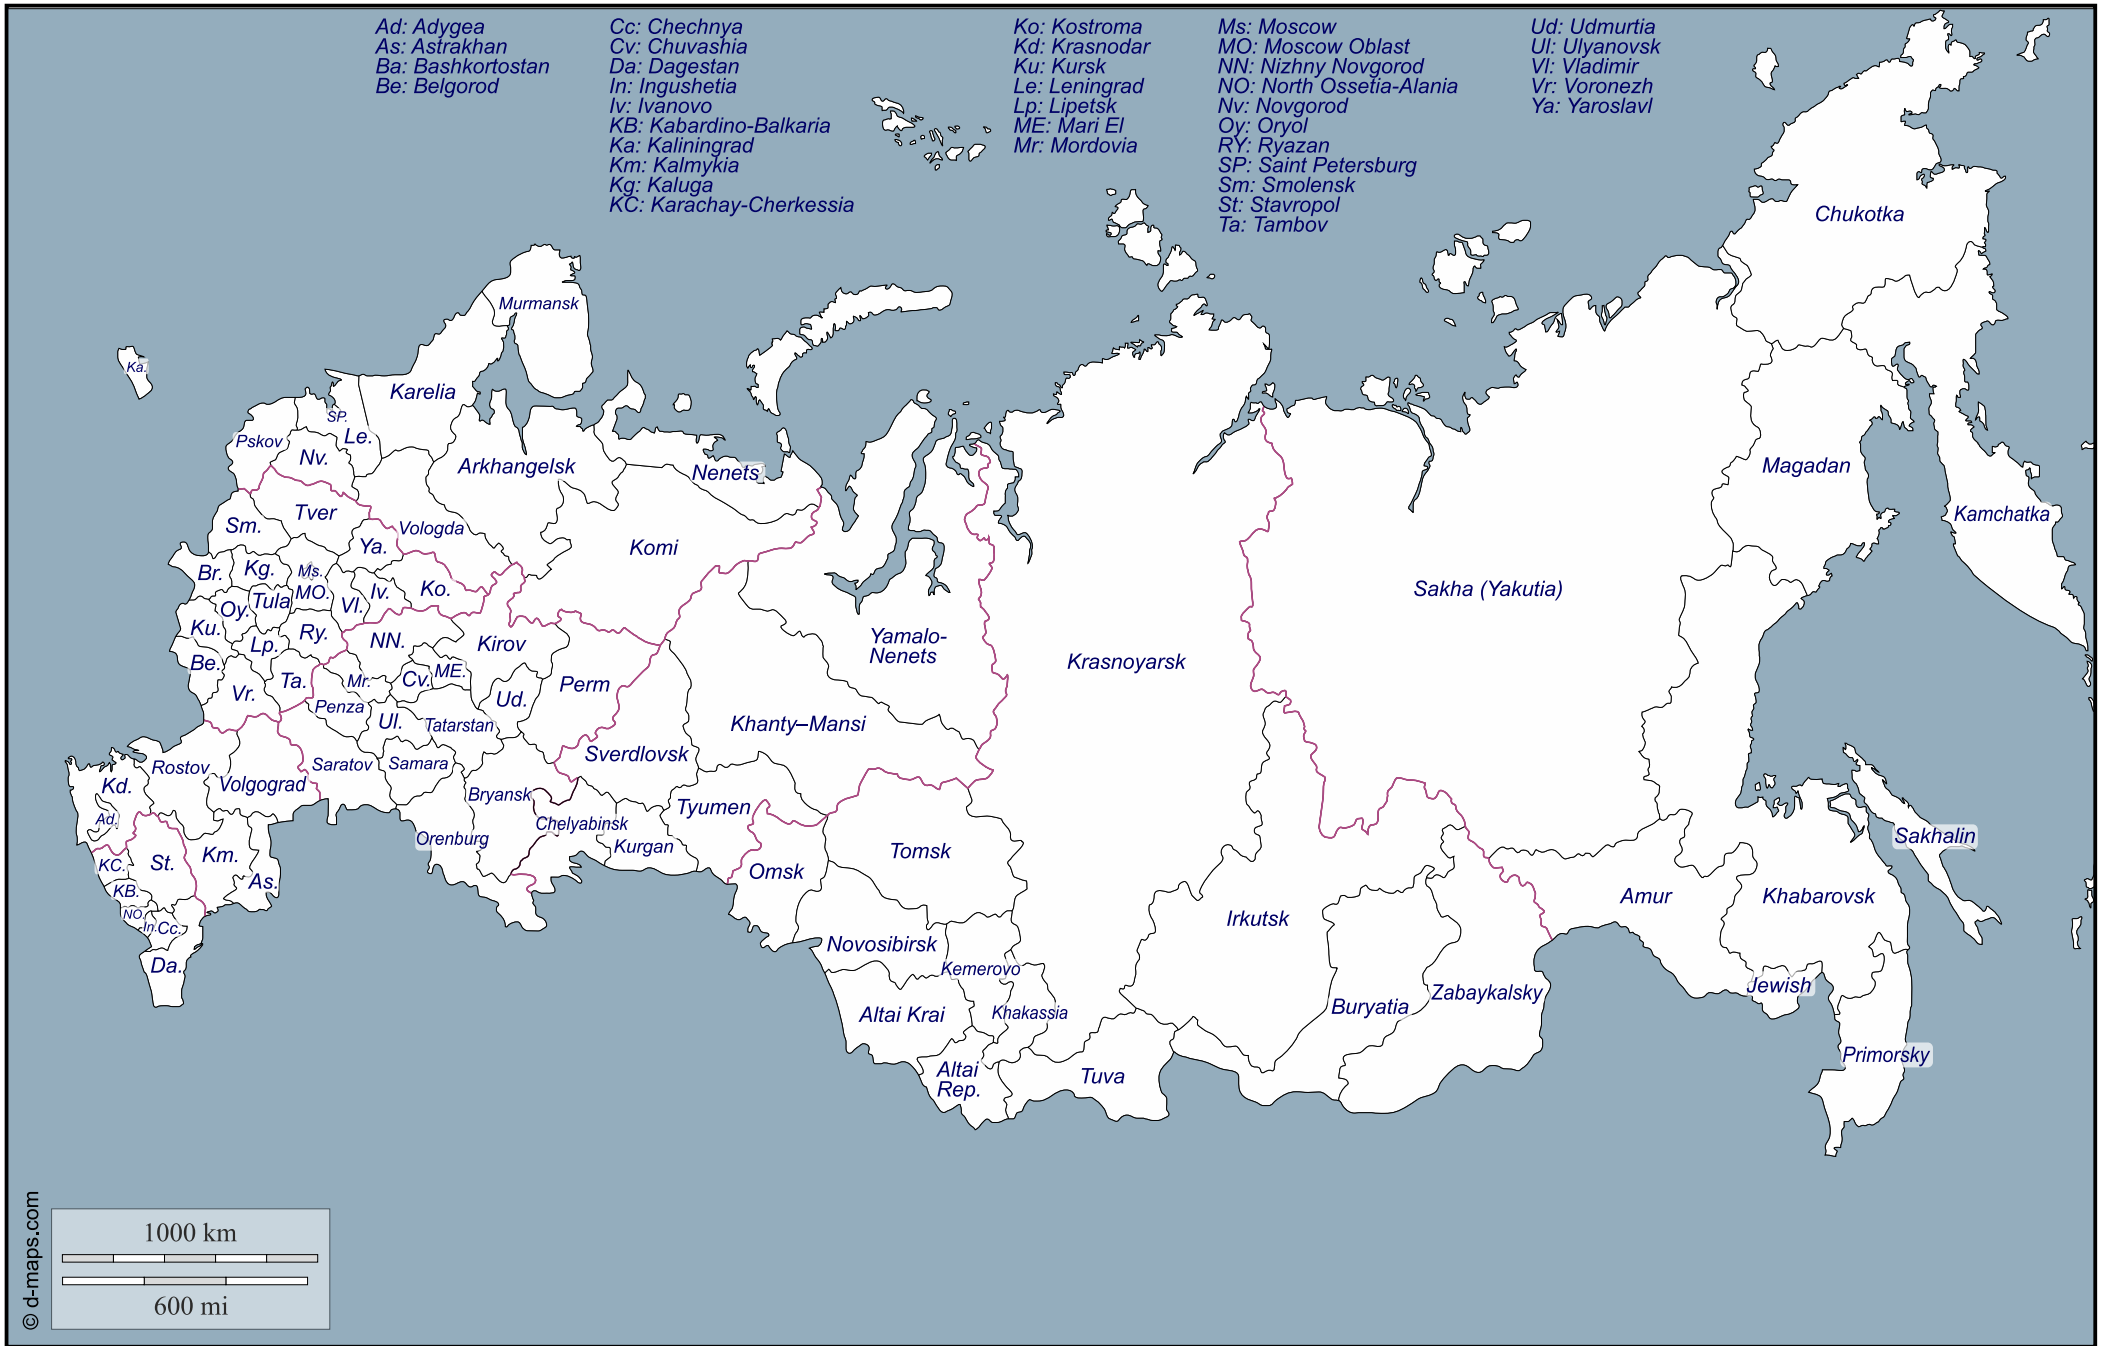 Ad: Adygea
As: Astrakhan
Ba: Bashkortostan
Be: Belgorod
Cc: Chechnya
Cv: Chuvashia
Da: Dagestan
In: Ingushetia
Iv: Ivanovo
KB: Kabardino-Balkaria
Ka: Kaliningrad
Km: Kalmykia
Kg: Kaluga
KC: Karachay-Cherkessia
Ko: Kostroma
Kd: Krasnodar
Ku: Kursk
Le: Leningrad
Lp: Lipetsk
ME: Mari El
Mr: Mordovia
Ms: Moscow
MO: Moscow Oblast
NN: Nizhny Novgorod
NO: North Ossetia-Alania
Nv: Novgorod
Oy: Oryol
RY: Ryazan
SP: Saint Petersburg
Sm: Smolensk
St: Stavropol
Ta: Tambov
Ud: Udmurtia
Ul: Ulyanovsk
Vl: Vladimir
Vr: Voronezh
Ya: Yaroslavl
Chukotka
Murmansk
Ka.
Karelia
SP.
Le.
Pskov
Nv.
Arkhangelsk
Nenets
Magadan
Kamchatka
Tver
Sm.
Vologda
Ya.
Komi
Sakha (Yakutia)
Br.
Kg.
Ms.
MO.
Vl.
Iv.
Ko.
Tula
Oy.
Ku.
Ry.
Lp.
NN.
Kirov
Yamalo-
Nenets
Krasnoyarsk
Be.
Vr.
Ta.
Mr.
Cv.
ME.
Perm
Ud.
Penza
Ul.
Tatarstan
Khanty–Mansi
Sverdlovsk
Rostov
Volgograd
Saratov
Samara
Kd.
Bryansk
Tyumen
Ad.
Chelyabinsk
Orenburg
Kurgan
Sakhalin
Tomsk
KC.
St.
Km.
As.
Omsk
KB.
Amur
Khabarovsk
NO.
In.
Cc.
Irkutsk
Novosibirsk
Da.
Kemerovo
Jewish
Zabaykalsky
Buryatia
Altai Krai
Khakassia
Primorsky
Altai
Rep.
Tuva
1000 km
600 mi
© d-maps.com